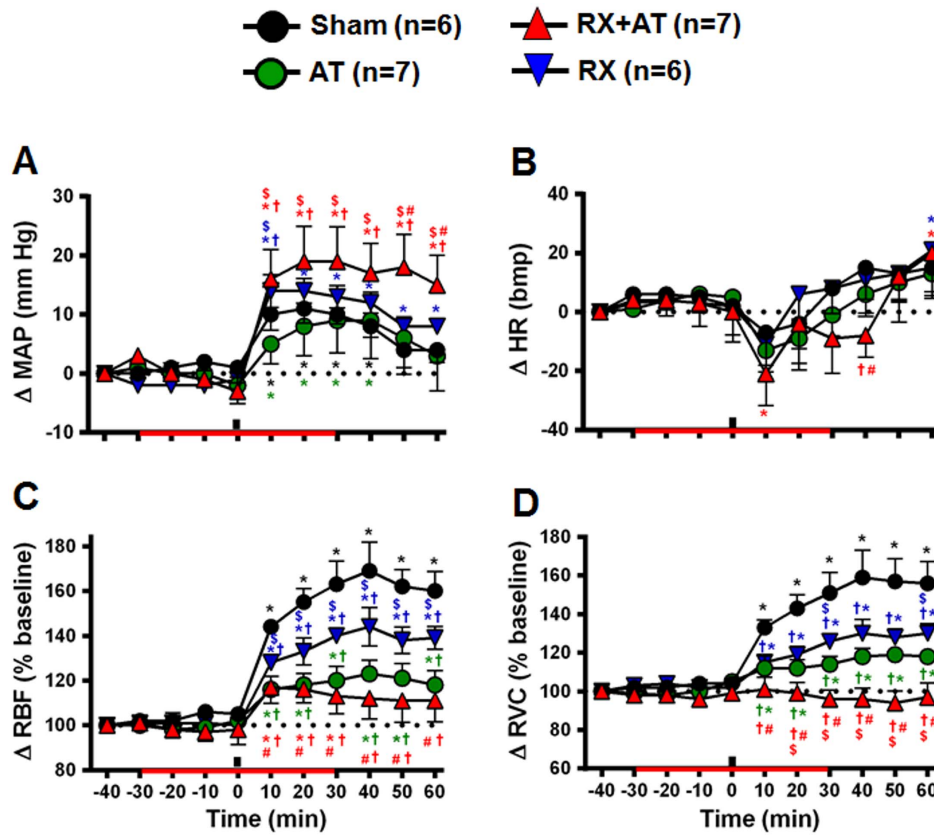 Sham (n=6)
RX+AT (n=7)
AT (n=7)
RX (n=6)
A
B
Δ MAP (mm Hg)
30
20
10
0
-10
$ $ $ $ $# $#
*† *† *† *† *† *†
$
*†
* * * * *
* * * *
* * * *
Δ HR (bmp)
40
20
0
-20
-40
*
*
†#
*
C
D
Δ RBF (% baseline)
180
160
140
120
100
80
* * * * * *
$ $ $ $ $ $
*† *† *† *† *† *†
*† *† *† *† *† *†
*† *† *† #† #† #†
# # #
-40 -30 -20 -10 0 10 20 30 40 50 60
Time (min)
Δ RVC (% baseline)
180
160
140
120
100
80
* * * * * *
$ $
†* †* †* †* †* †*
†* †* †* †* †* †*
†# †# †# †# †# †#
$ $ $ $ $
-40 -30 -20 -10 0 10 20 30 40 50 60
Time (min)